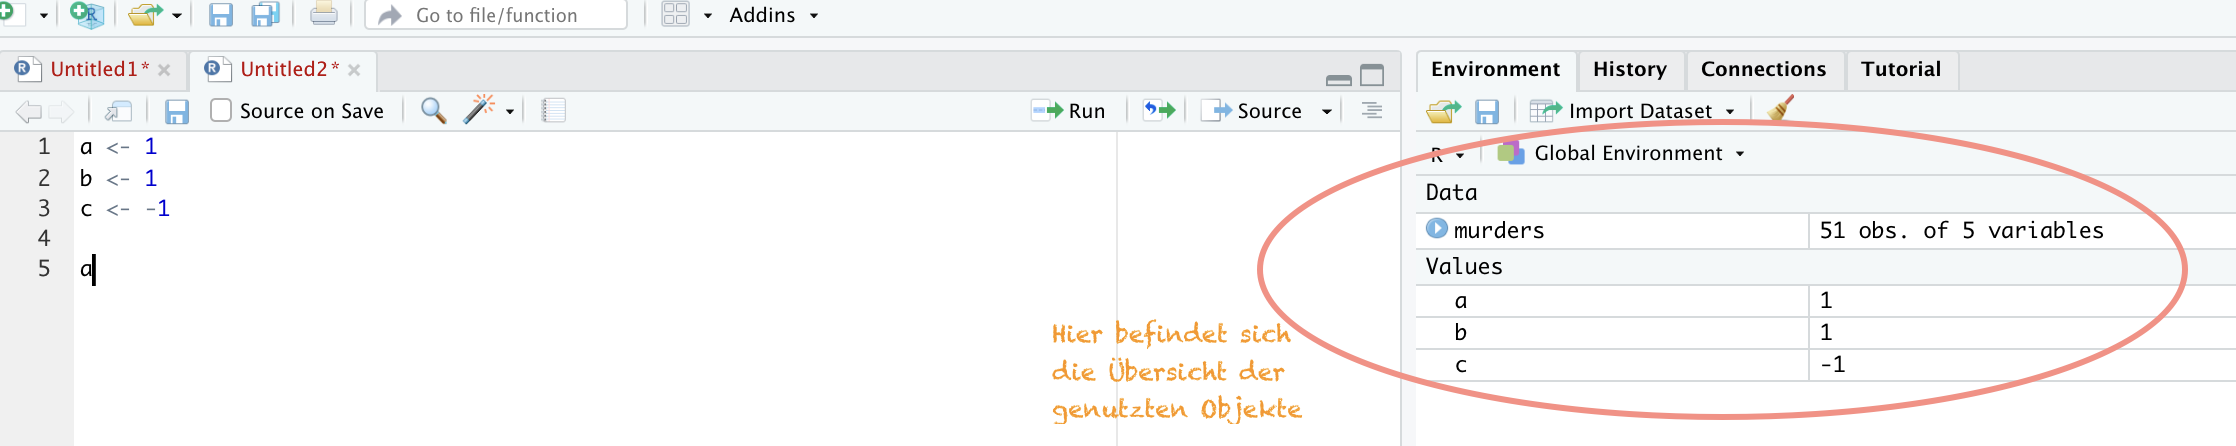 Go to file/function
Addins
Untitled1*
Untitled2*
Source on Save
Run
Source
1 a <- 1
2 b <- 1
3 c <- -1
4
5 a
Hier befindet sich
die Übersicht der
genutzten Objekte
Environment History Connections Tutorial
Import Dataset
R Global Environment
Data
murders 51 obs. of 5 variables
Values
a 1
b 1
c -1